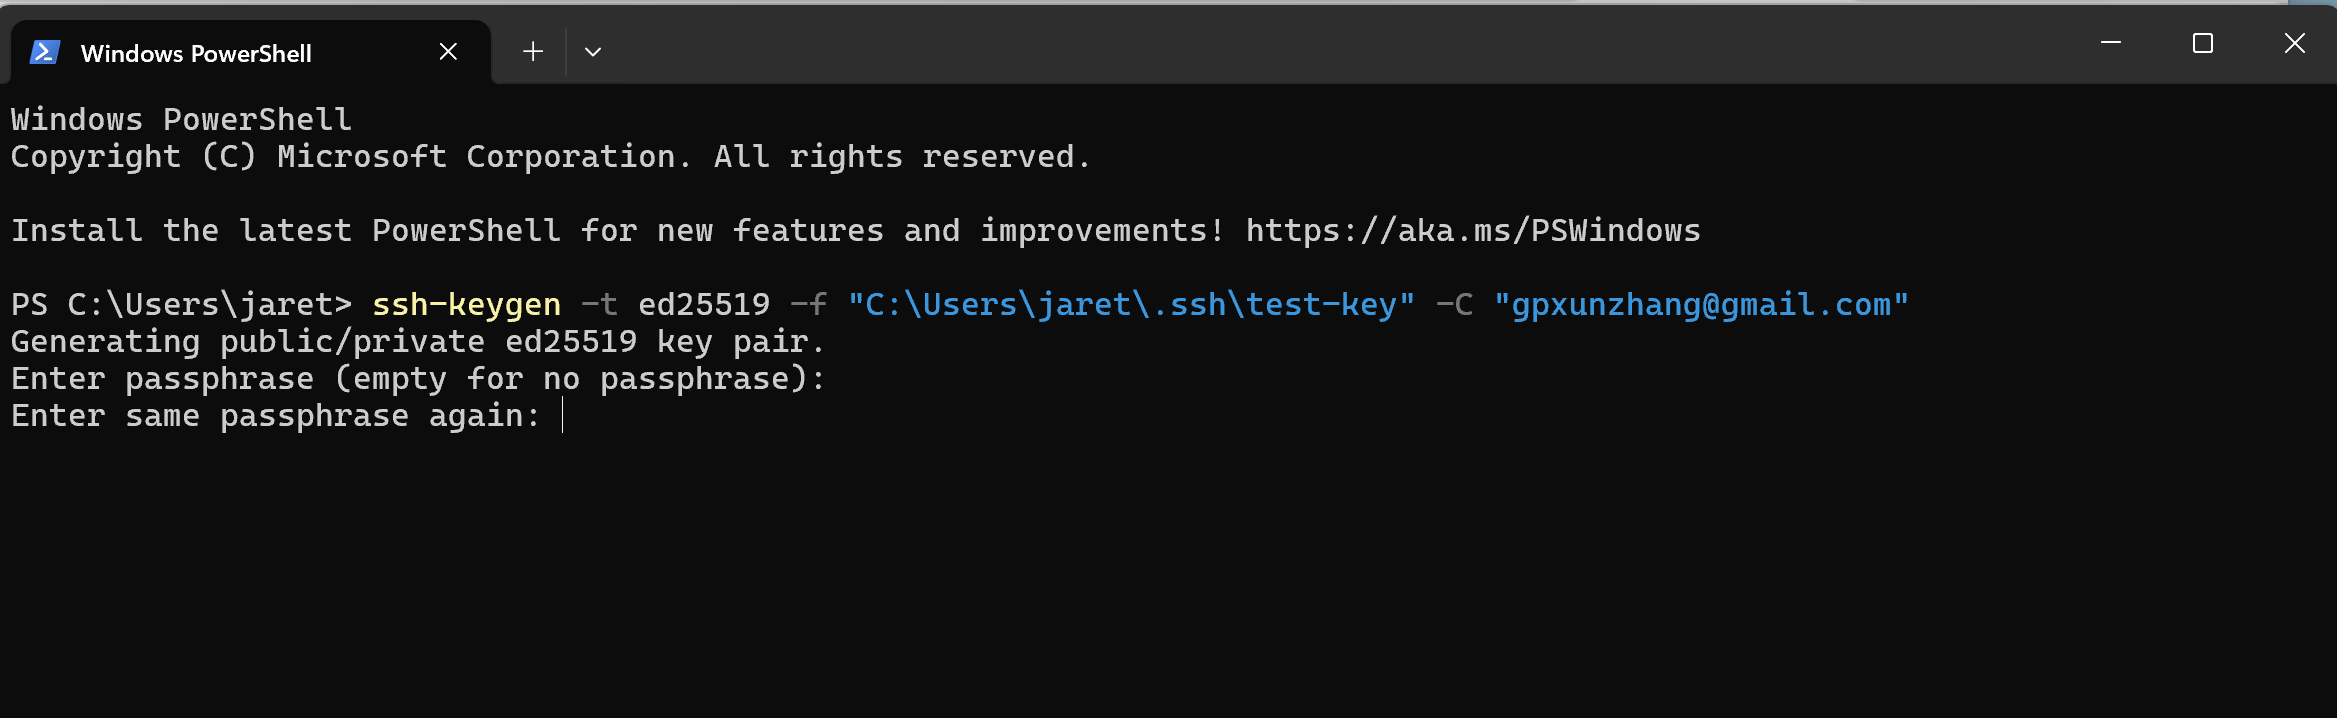 Windows PowerShell
Windows PowerShell
Copyright (C) Microsoft Corporation. All rights reserved.
Install the latest PowerShell for new features and improvements! https://aka.ms/PSWindows
PS C:\Users\jaret> ssh-keygen -t ed25519 -f "C:\Users\jaret\.ssh\test-key" -C "gpxunzhang@gmail.com"
Generating public/private ed25519 key pair.
Enter passphrase (empty for no passphrase):
Enter same passphrase again: